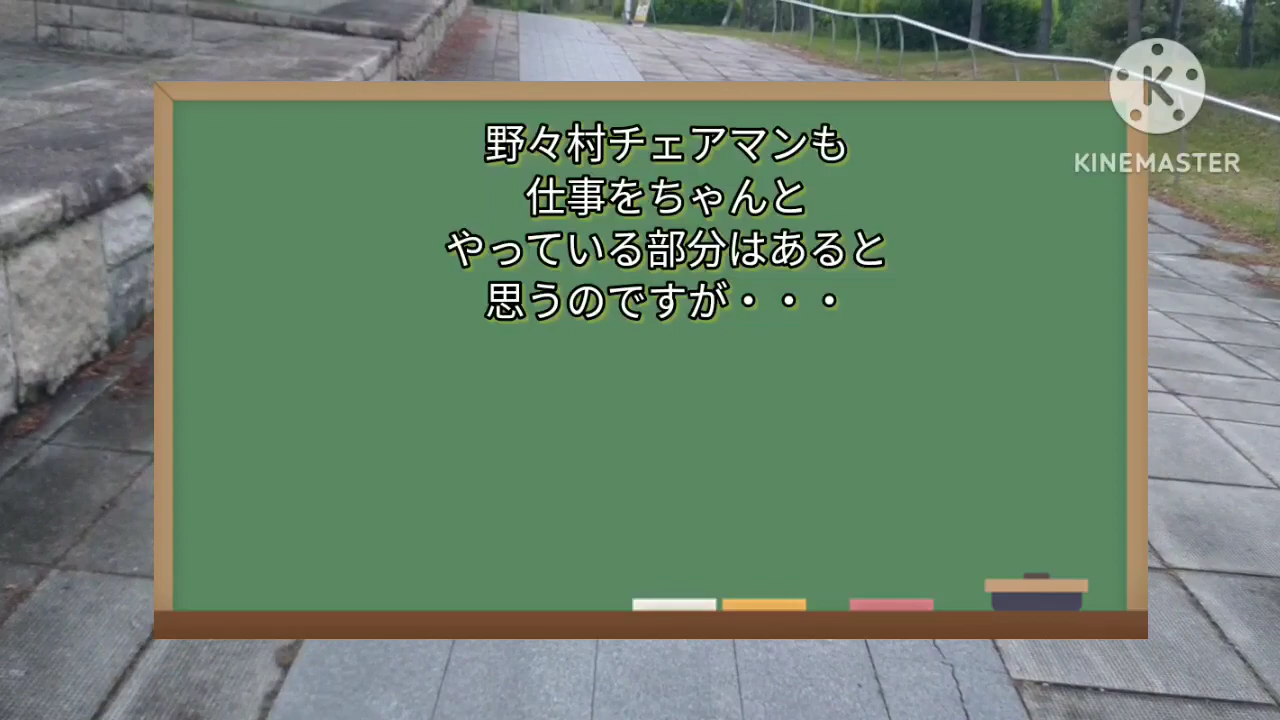 野々村チェアマンも
仕事をちゃんと
やっている部分はあると
思うのですが・・・
K
KINEMASTER